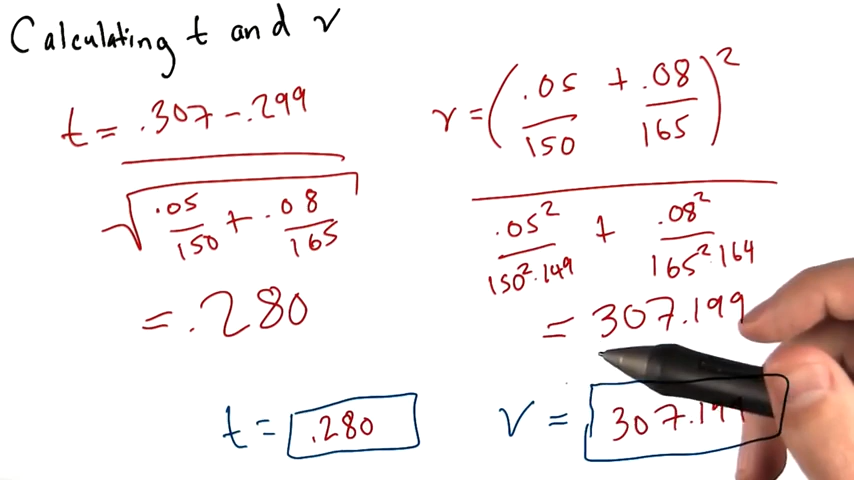 Calculating t and ν
t = .307 - .299
√ .05/150 + .08/165
= .280
ν = ( .05/150 + .08/165 )²
.05²/150²·149 + .08²/165²·164
= 307.199
t = .280
ν = 307.19